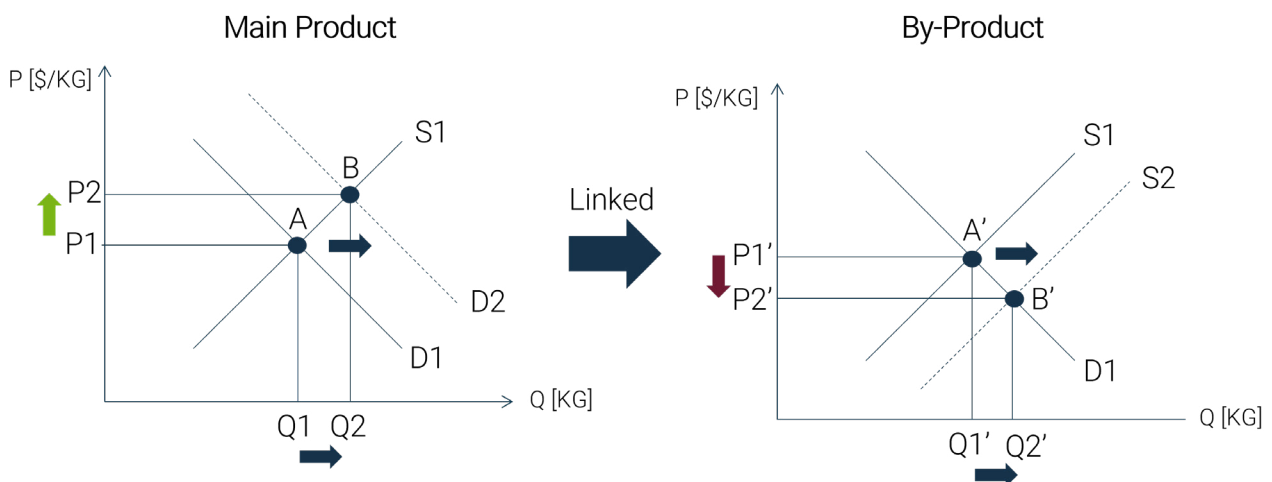 Main Product
P [$/KG]
S1
B
P2
A
P1
D2
D1
Q [KG]
Q1 Q2
Linked
By-Product
P [$/KG]
S1
S2
A’
P1’
P2’
B’
D1
Q [KG]
Q1’ Q2’